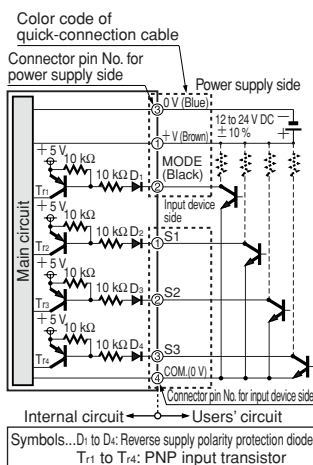 Color code of
quick-connection cable
Connector pin No. for
power supply side
Power supply side
3
0 V (Blue)
12 to 24 V DC
± 10 %
−
+
1
+ V (Brown)
+ 5 V
10 kΩ
10 kΩ D1
MODE
(Black)
2
Tr1
Input device
side
Main circuit
+ 5 V
10 kΩ
10 kΩ D2
1
S1
Tr2
+ 5 V
10 kΩ
10 kΩ D3
2
S2
Tr3
+ 5 V
10 kΩ
10 kΩ D4
3
S3
Tr4
4
COM.(0 V)
Connector pin No. for input device side
Internal circuit
Users' circuit
Symbols...D1 to D4: Reverse supply polarity protection diode
Tr1 to Tr4: PNP input transistor